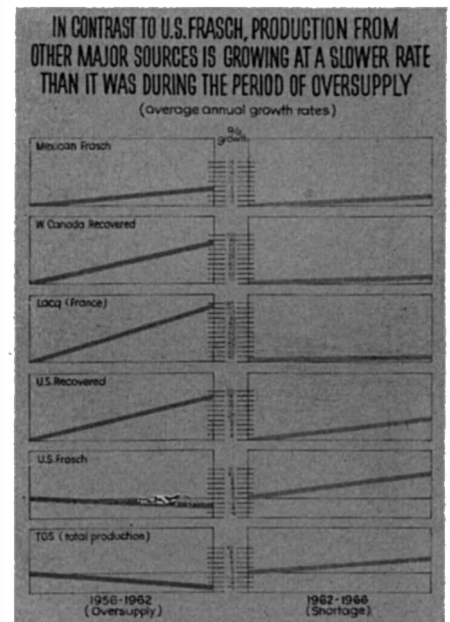 IN CONTRAST TO U.S. FRASCH, PRODUCTION FROM
OTHER MAJOR SOURCES IS GROWING AT A SLOWER RATE
THAN IT WAS DURING THE PERIOD OF OVERSUPPLY
(average annual growth rates)
%
growth
Mexican Frasch
W. Canada Recovered
Lacq (France)
U.S. Recovered
U.S. Frasch
TGS (total production)
1956-1962
(Oversupply)
1962-1966
(Shortage)